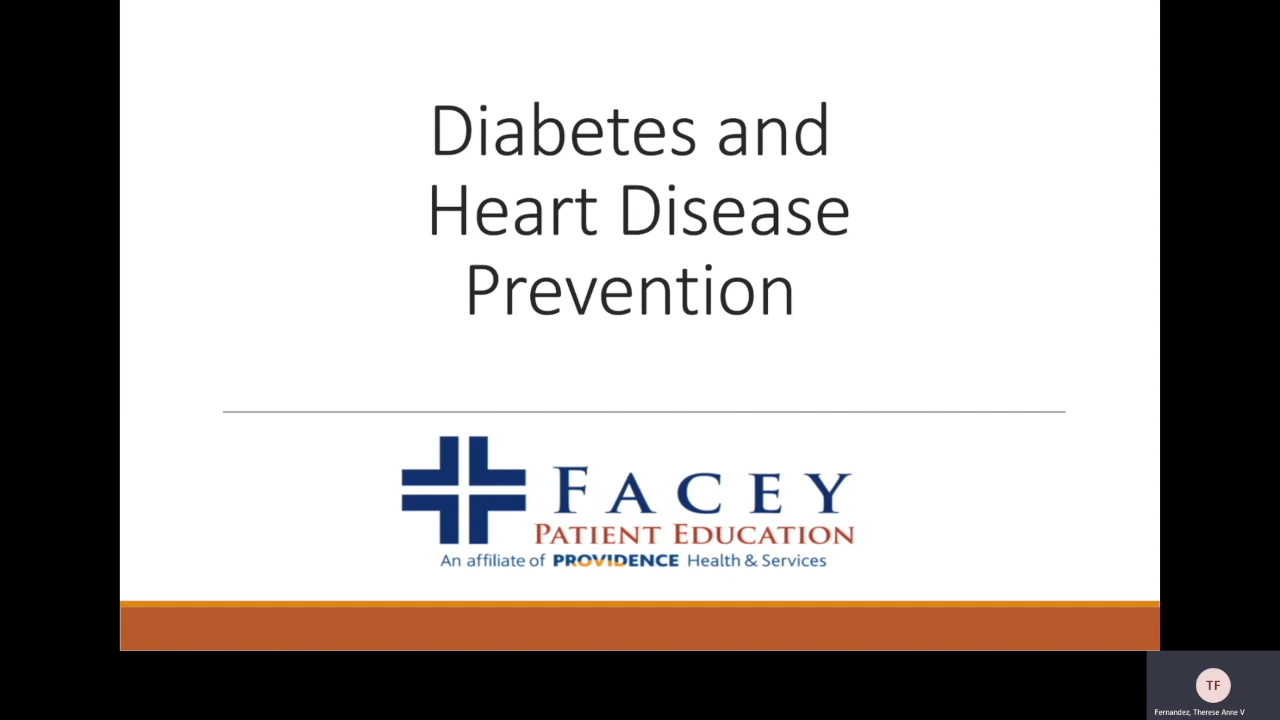 Diabetes and
Heart Disease
Prevention
FACEY
PATIENT EDUCATION
An affiliate of PROVIDENCE Health & Services
TF
Fernandez, Therese Anne V